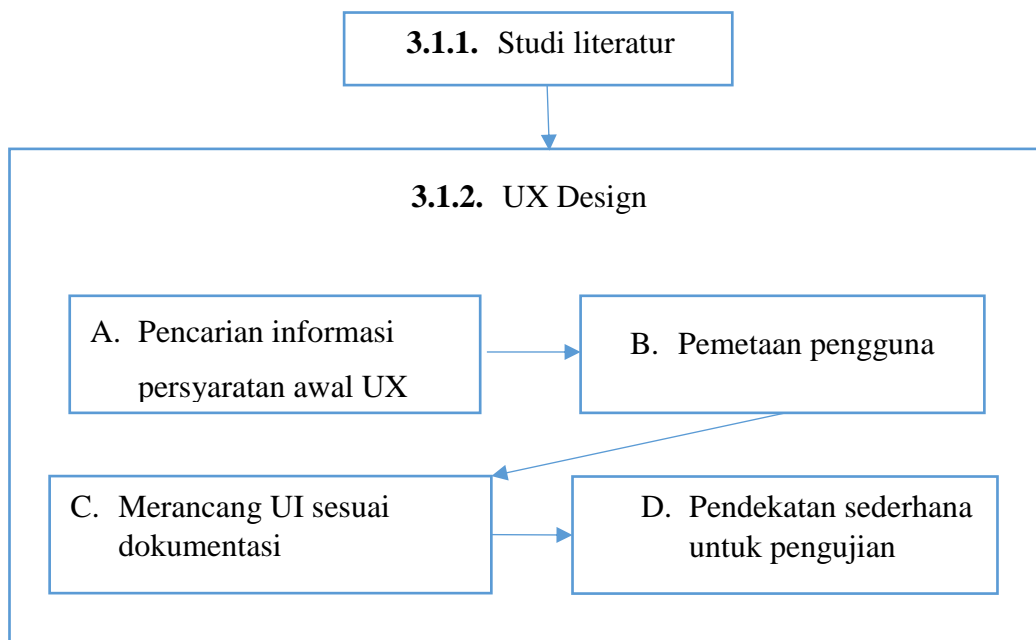 3.1.1. Studi literatur
3.1.2. UX Design
A. Pencarian informasi
persyaratan awal UX
B. Pemetaan pengguna
C. Merancang UI sesuai
dokumentasi
D. Pendekatan sederhana
untuk pengujian